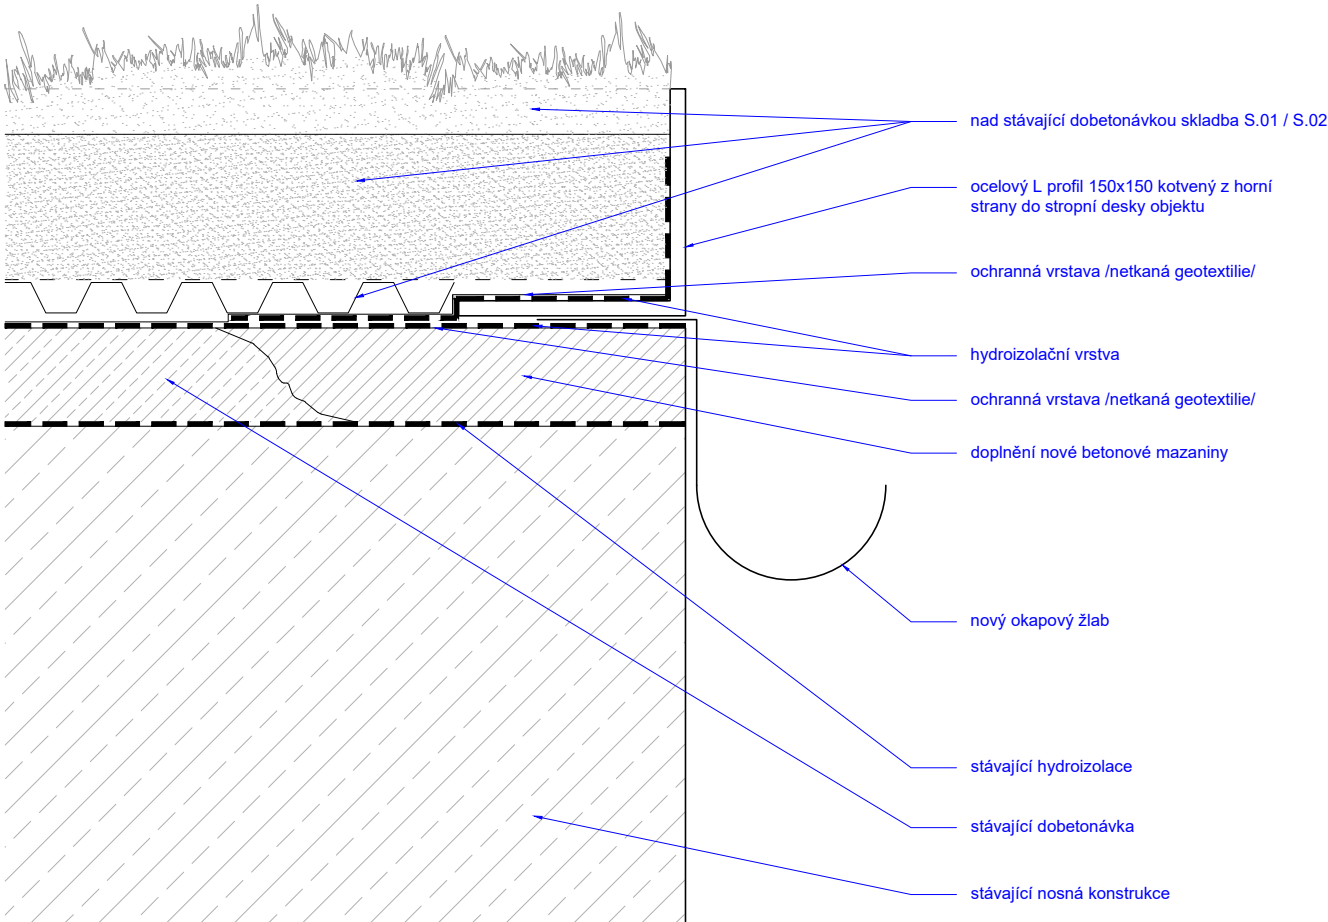 nad stávající dobetonávkou skladba S.01 / S.02
ocelový L profil 150x150 kotvený z horní
strany do stropní desky objektu
ochranná vrstava /netkaná geotextilie/
hydroizolační vrstva
ochranná vrstava /netkaná geotextilie/
doplnění nové betonové mazaniny
nový okapový žlab
stávající hydroizolace
stávající dobetonávka
stávající nosná konstrukce